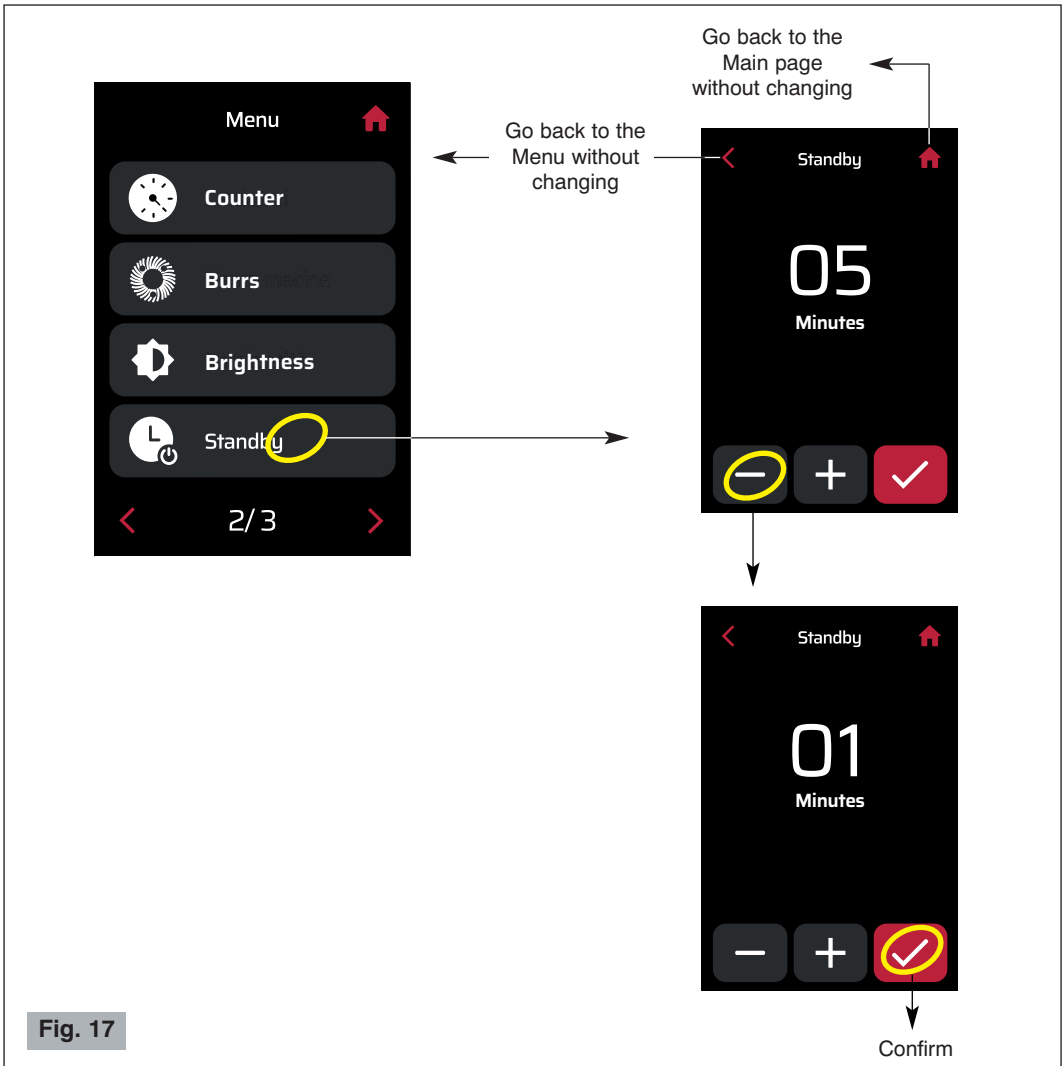 Go back to the
Main page
without changing
Menu
Go back to the
Menu without
changing
Standby
Counter
Burrs
Brightness
Standby
2/3
05
Minutes
Standby
01
Minutes
Confirm
Fig. 17